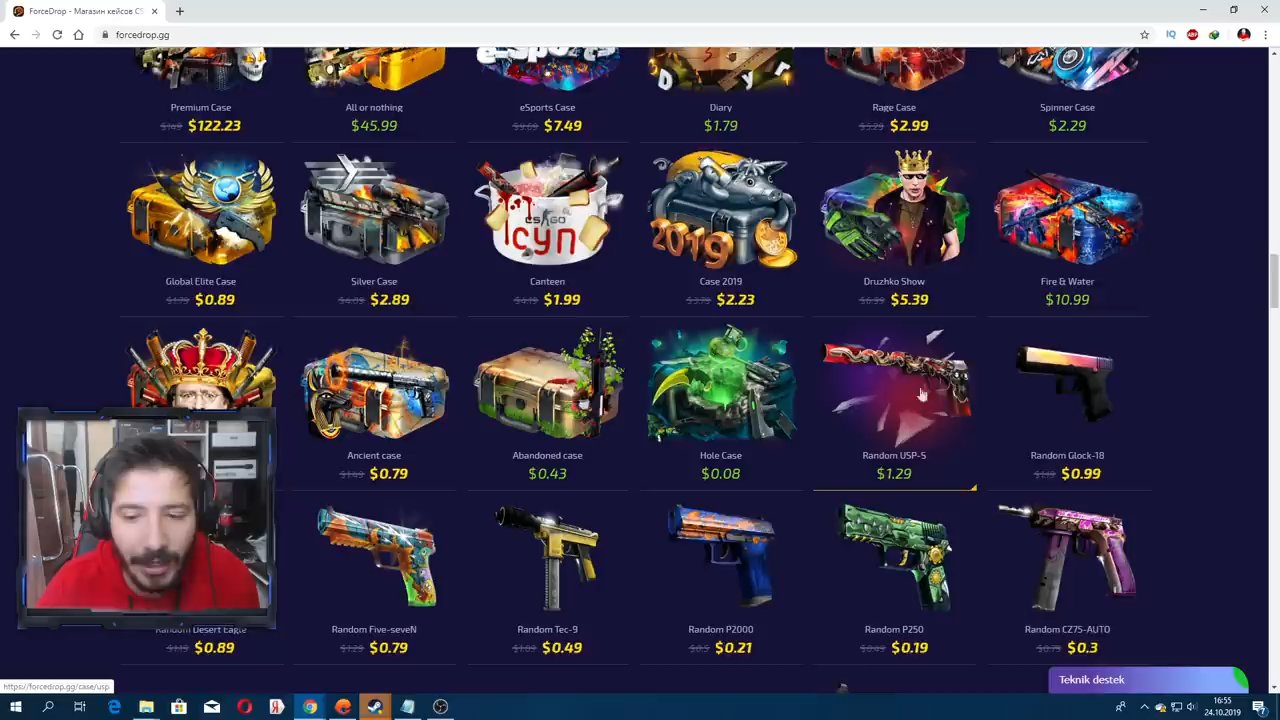 ForceDrop - Магазин кейсов CS
forcedrop.gg
Premium Case
All or nothing
eSports Case
Diary
Rage Case
Spinner Case
$122.23
$45.99
$7.49
$1.79
$2.99
$2.29
2019
CS GO
суп
Global Elite Case
Silver Case
Canteen
Case 2019
Druzhko Show
Fire & Water
$0.89
$2.89
$1.99
$2.23
$5.39
$10.99
Ancient case
Abandoned case
Hole Case
Random USP-S
Random Glock-18
$0.79
$0.43
$0.08
$1.29
$0.99
Random Desert Eagle
Random Five-seveN
Random Tec-9
Random P2000
Random P250
Random CZ75-AUTO
$0.89
$0.79
$0.49
$0.21
$0.19
$0.3
https://forcedrop.gg/case/usp
Teknik destek
16:55
24.10.2019